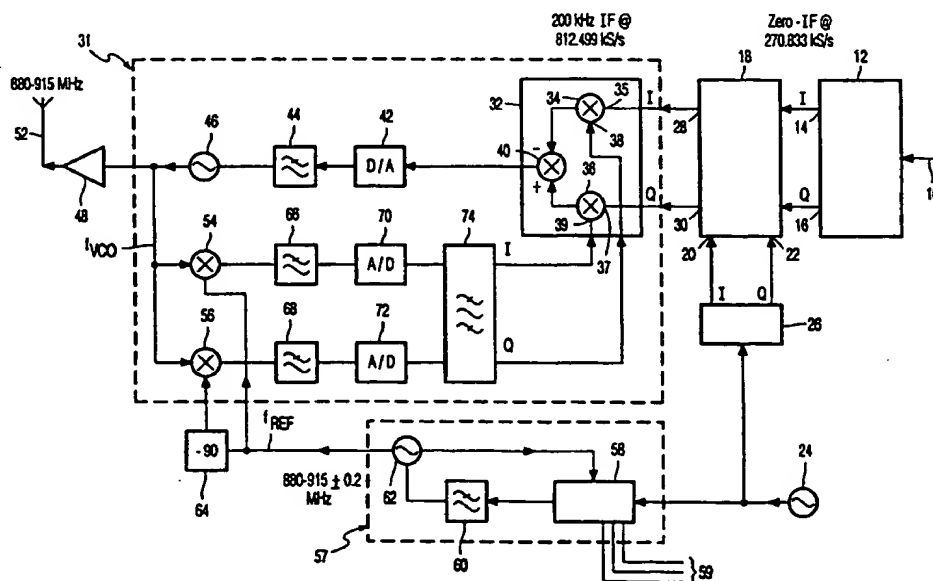 200 kHz IF @
812.499 kS/s
Zero - IF @
270.833 kS/s
31
880-915 MHz
52
46
44
42
D/A
48
32
34
35
38
40
-
+
36
39
37
I
Q
28
30
18
I
Q
14
16
12
20
22
I
Q
26
24
fVCO
54
56
66
68
70
A/D
72
A/D
74
I
Q
-90
64
fREF
880-915 ± 0.2
MHz
57
62
60
58
59